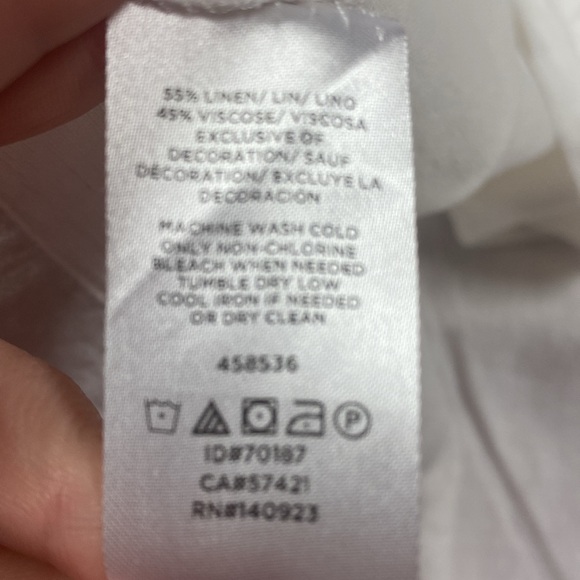 55% LINEN/ LIN/ LINO
45% VISCOSE/ VISCOSA
EXCLUSIVE OF
DECORATION/ SAUF
DÉCORATION/ EXCLUYE LA
DECORACIÓN
MACHINE WASH COLD
ONLY NON-CHLORINE
BLEACH WHEN NEEDED
TUMBLE DRY LOW
COOL IRON IF NEEDED
OR DRY CLEAN
458536
P
ID#70187
CA#57421
RN#140923